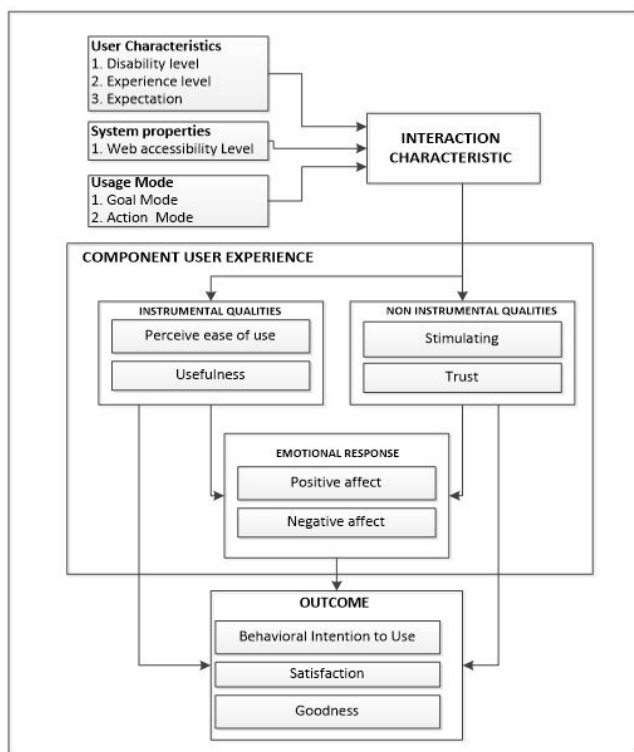 User Characteristics
1. Disability level
2. Experience level
3. Expectation
System properties
1. Web accessibility Level
Usage Mode
1. Goal Mode
2. Action Mode
INTERACTION
CHARACTERISTIC
COMPONENT USER EXPERIENCE
INSTRUMENTAL QUALITIES
Perceive ease of use
Usefulness
NON INSTRUMENTAL QUALITIES
Stimulating
Trust
EMOTIONAL RESPONSE
Positive affect
Negative affect
OUTCOME
Behavioral Intention to Use
Satisfaction
Goodness